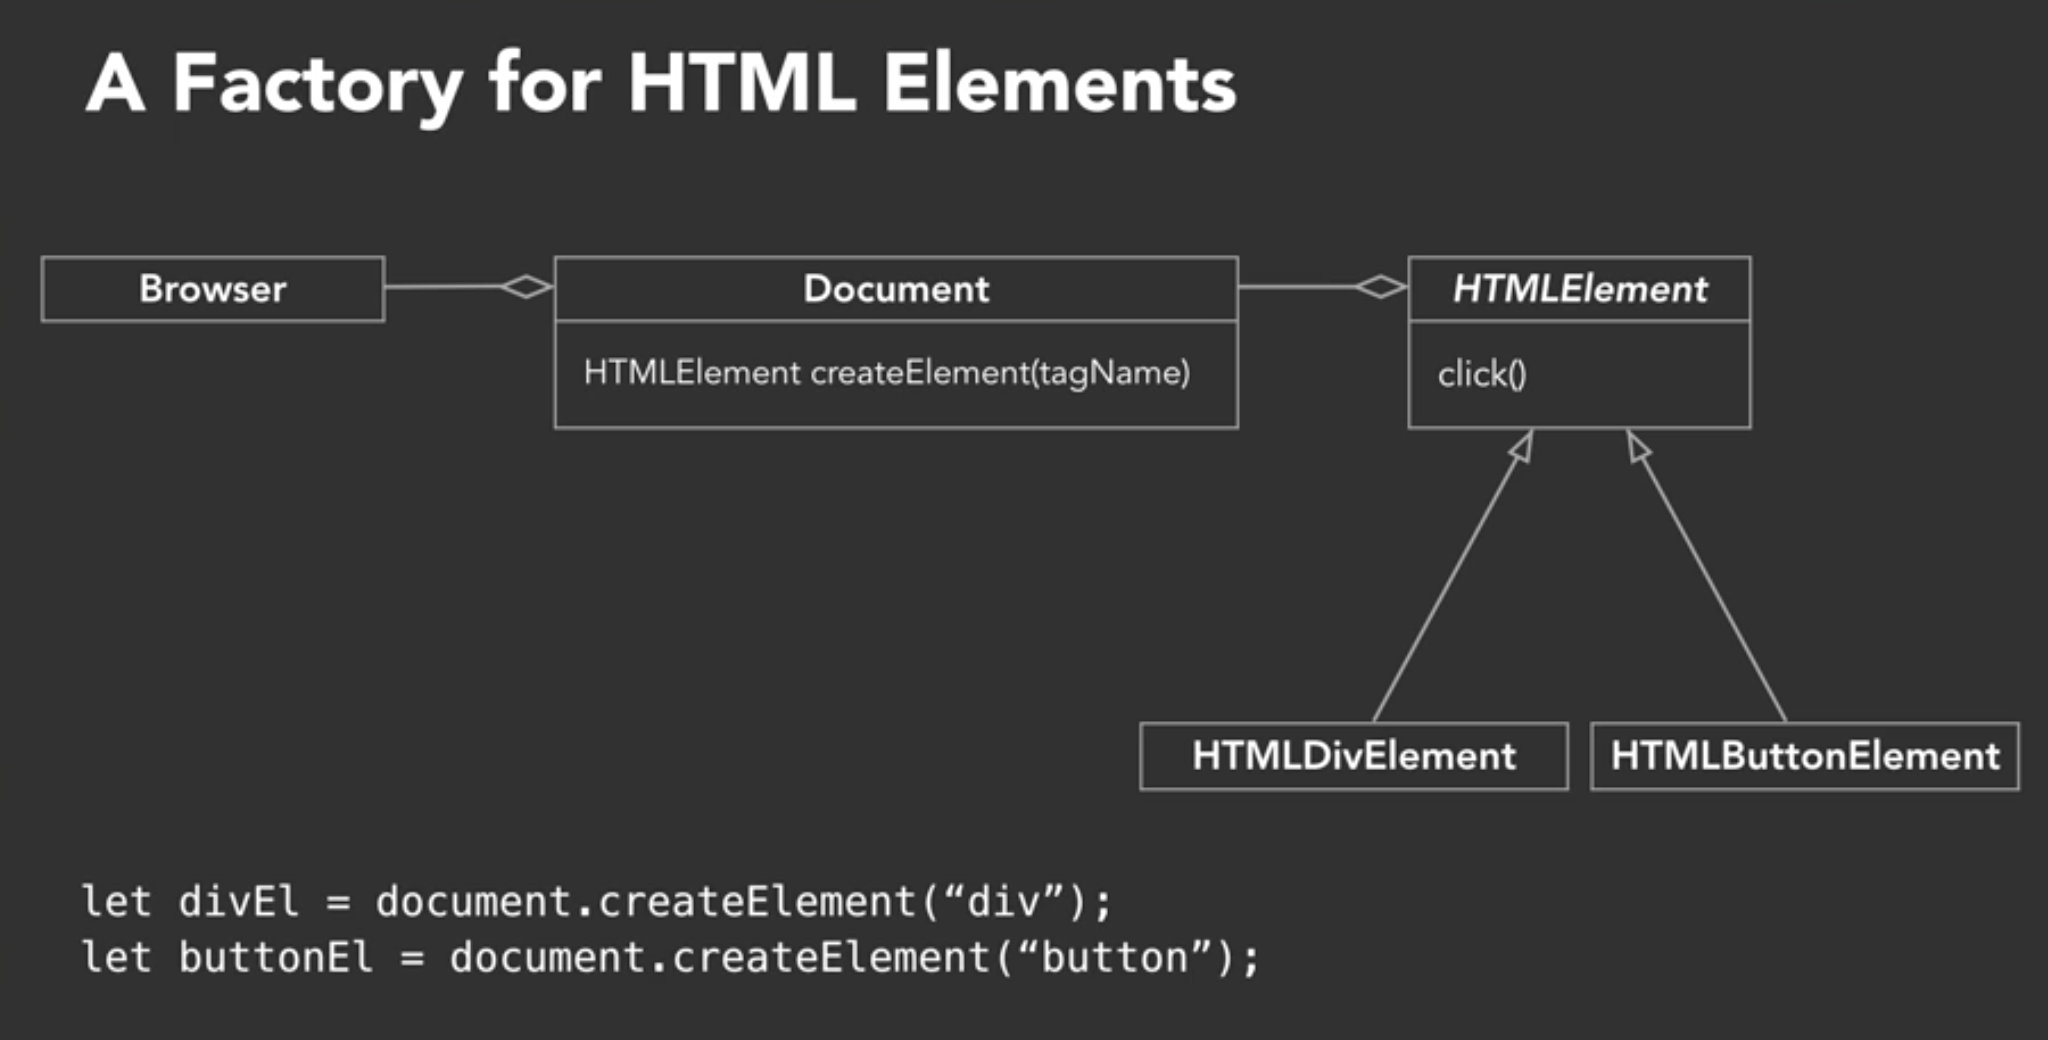 A Factory for HTML Elements
Browser
Document
HTMLElement createElement(tagName)
HTMLElement
click()
HTMLDivElement
HTMLButtonElement
let divEl = document.createElement(“div”);
let buttonEl = document.createElement(“button”);